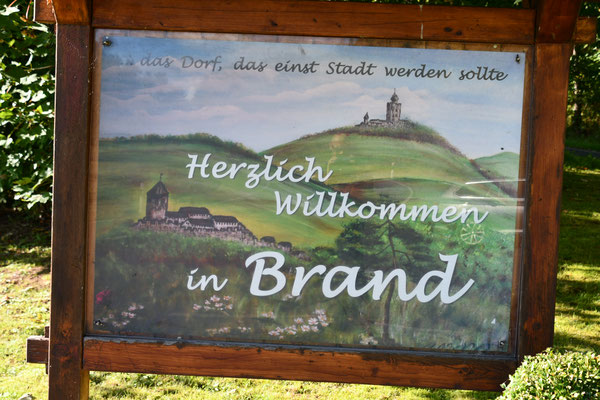 ... das Dorf, das einst Stadt werden sollte
Herzlich
Willkommen
in Brand